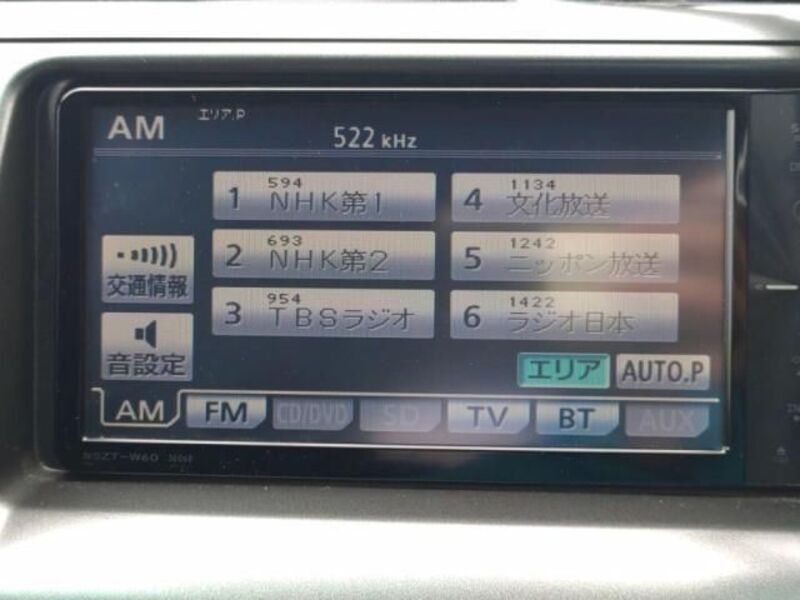 AM エリア.P
522 kHz
1 594 NHK第1
4 1134 文化放送
2 693 NHK第2
5 1242 ニッポン放送
3 954 TBSラジオ
6 1422 ラジオ日本
交通情報
音設定
エリア AUTO.P
AM FM CD/DVD SD TV BT AUX
NSZT-W60